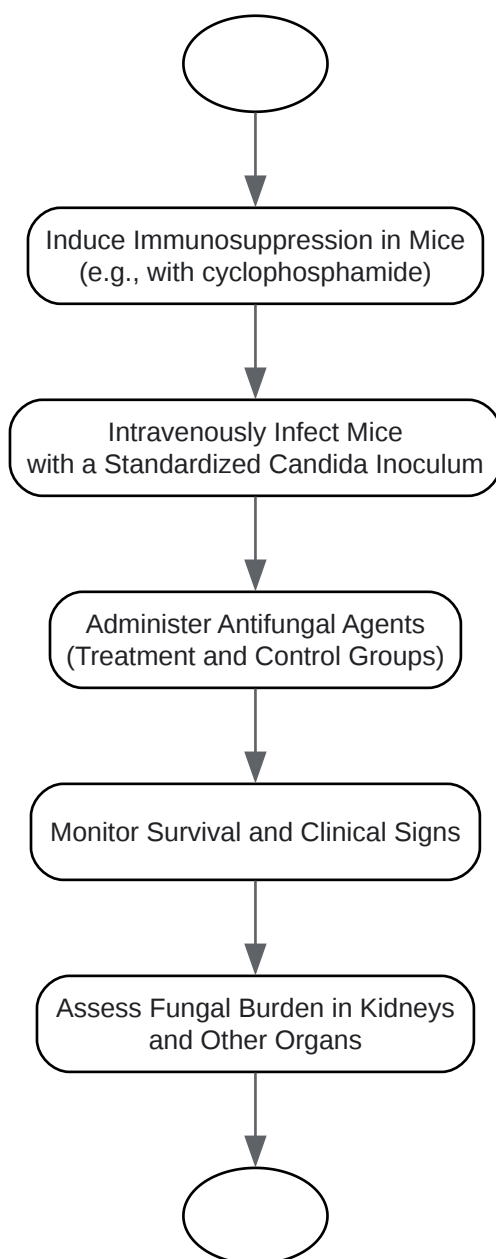 Induce Immunosuppression in Mice
(e.g., with cyclophosphamide)
Intravenously Infect Mice
with a Standardized Candida Inoculum
Administer Antifungal Agents
(Treatment and Control Groups)
Monitor Survival and Clinical Signs
Assess Fungal Burden in Kidneys
and Other Organs